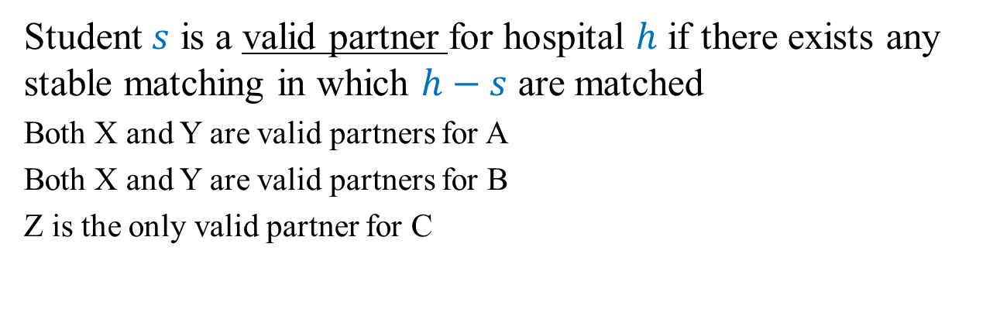 Student s is a valid partner for hospital h if there exists any
stable matching in which h − s are matched
Both X and Y are valid partners for A
Both X and Y are valid partners for B
Z is the only valid partner for C